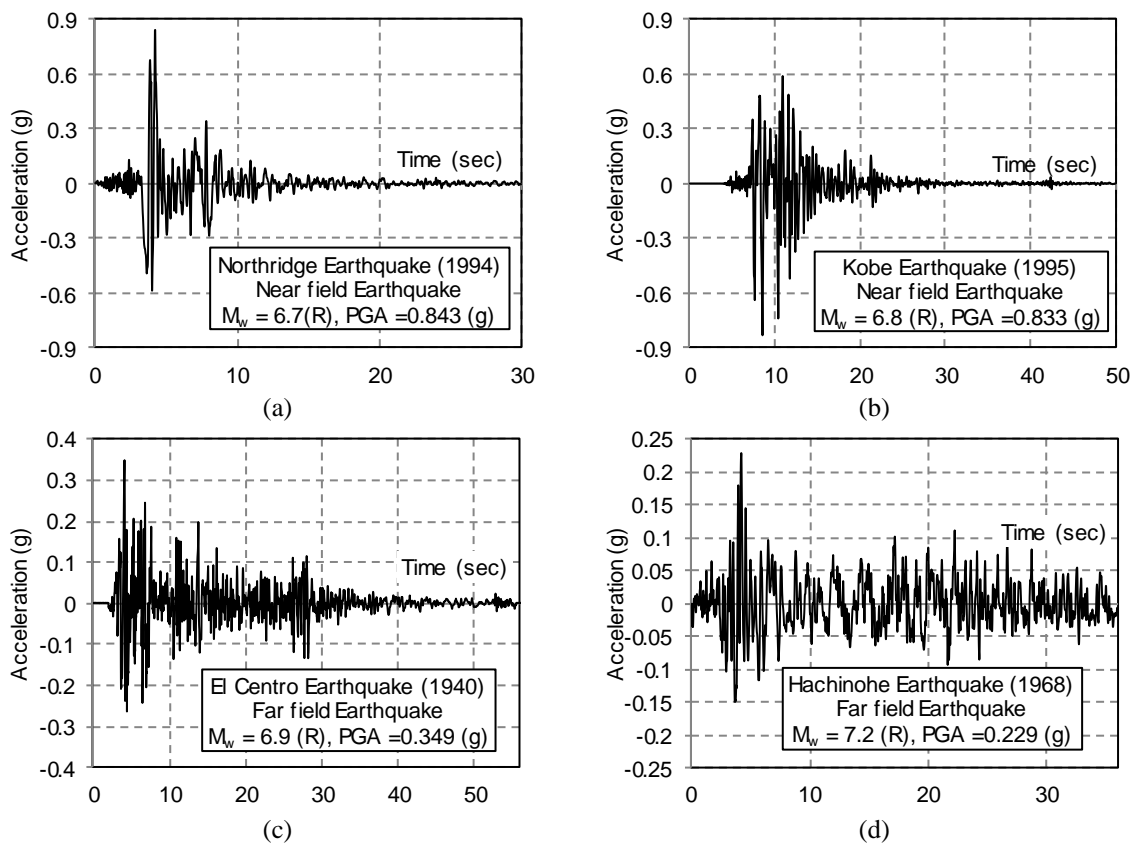 0.9
0.6
0.3
0
-0.3
-0.6
-0.9
Acceleration (g)
Time (sec)
Northridge Earthquake (1994)
Near field Earthquake
Mw = 6.7(R), PGA =0.843 (g)
0 10 20 30
(a)
0.9
0.6
0.3
0
-0.3
-0.6
-0.9
Acceleration (g)
Time (sec)
Kobe Earthquake (1995)
Near field Earthquake
Mw = 6.8 (R), PGA =0.833 (g)
0 10 20 30 40 50
(b)
0.4
0.3
0.2
0.1
0
-0.1
-0.2
-0.3
-0.4
Acceleration (g)
Time (sec)
El Centro Earthquake (1940)
Far field Earthquake
Mw = 6.9 (R), PGA =0.349 (g)
0 10 20 30 40 50
(c)
0.25
0.2
0.15
0.1
0.05
0
-0.05
-0.1
-0.15
-0.2
-0.25
Acceleration (g)
Time (sec)
Hachinohe Earthquake (1968)
Far field Earthquake
Mw = 7.2 (R), PGA =0.229 (g)
0 10 20 30
(d)